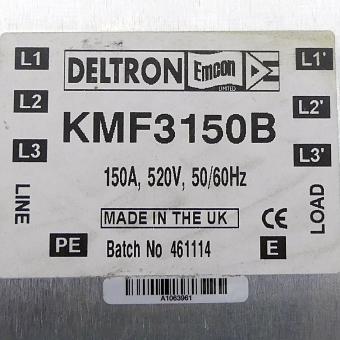 L1 DELTRON Emcon LIMITED L1'
L2 KMF3150B L2'
L3 150A, 520V, 50/60Hz L3'
LINE MADE IN THE UK CE LOAD
PE Batch No 461114 E
A1063961